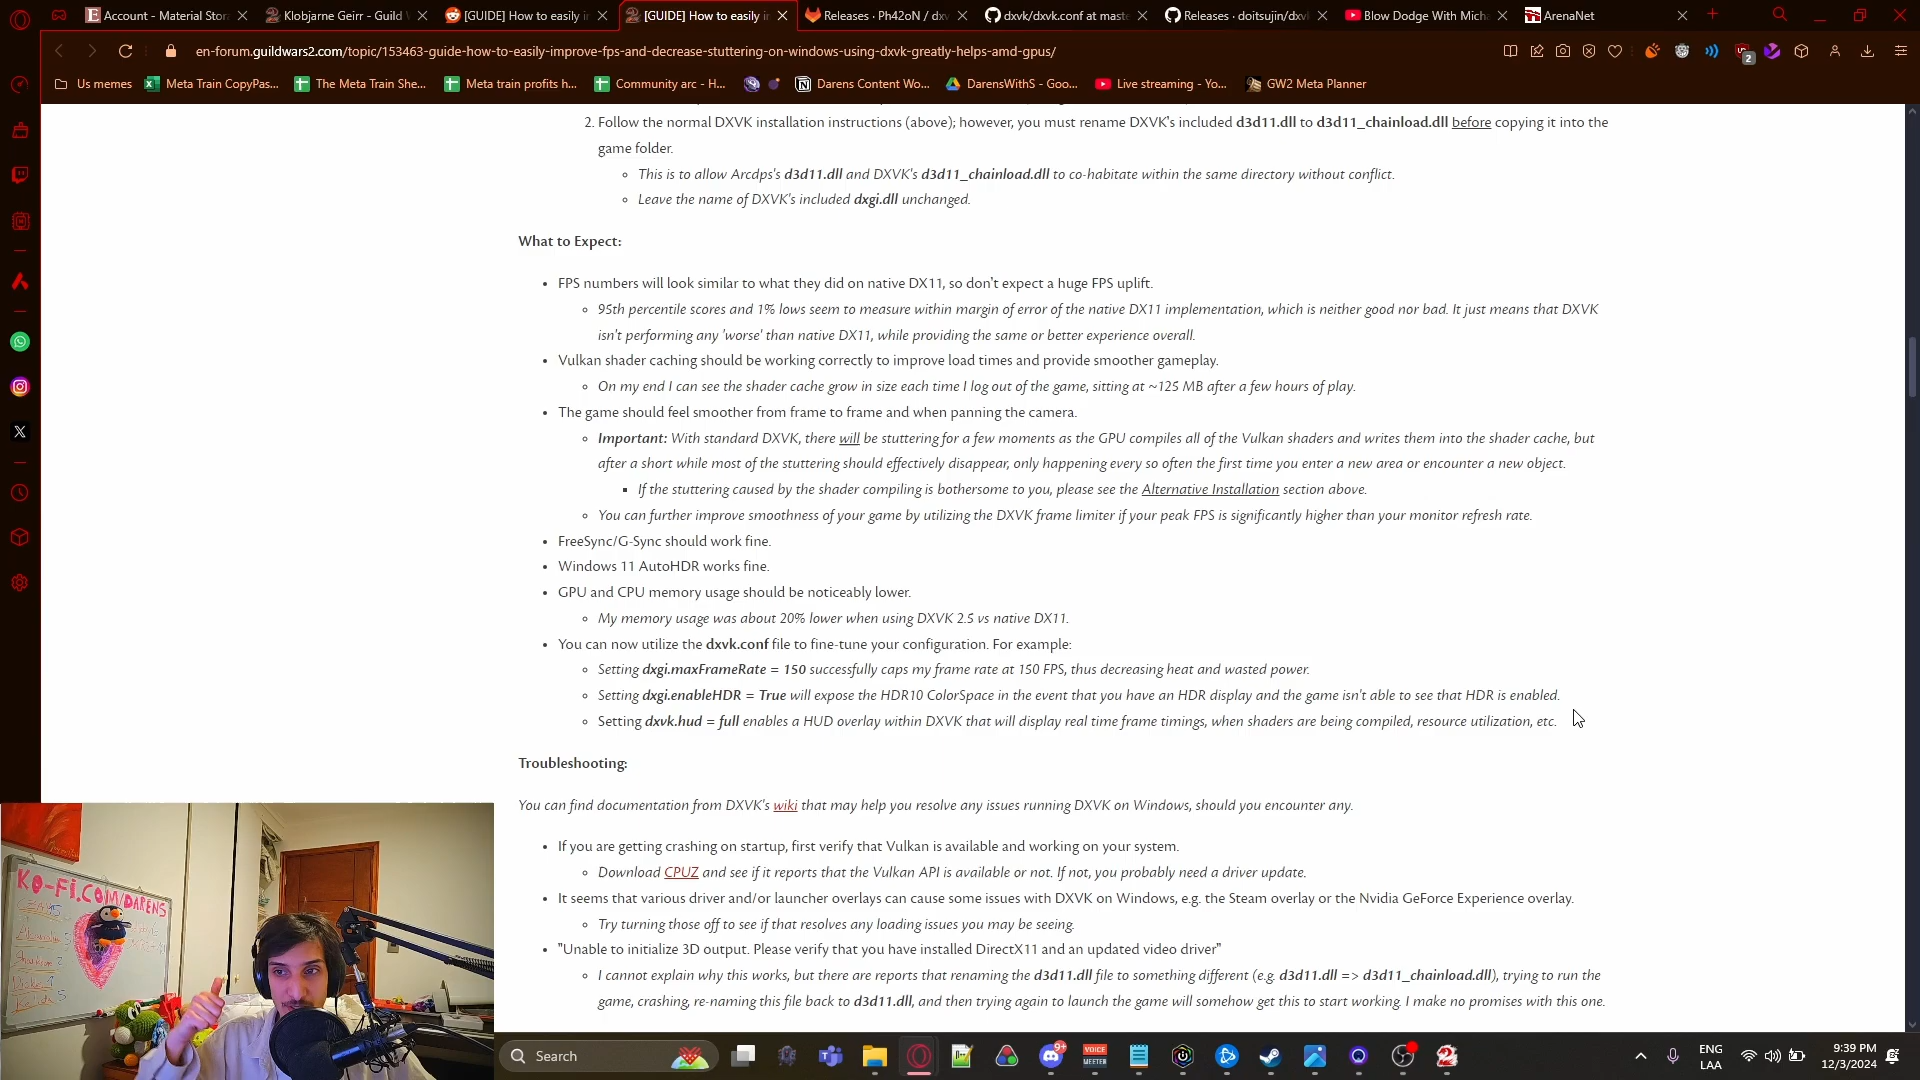 Account - Material Stor
Klobjarne Geirr - Guild W
[GUIDE] How to easily i
[GUIDE] How to easily i
Releases · Ph42oN / dxv
dxvk/dxvk.conf at maste
Releases · doitsujin/dxvk
Blow Dodge With Micha
ArenaNet
en-forum.guildwars2.com/topic/153463-guide-how-to-easily-improve-fps-and-decrease-stuttering-on-windows-using-dxvk-greatly-helps-amd-gpus/
2
Us memes
Meta Train CopyPas...
The Meta Train She...
Meta train profits h...
Community arc - H...
Darens Content Wo...
DarensWithS - Goo...
Live streaming - Yo...
GW2 Meta Planner
2. Follow the normal DXVK installation instructions (above); however, you must rename DXVK's included d3d11.dll to d3d11_chainload.dll before copying it into the
game folder.
This is to allow Arcdps's d3d11.dll and DXVK's d3d11_chainload.dll to co-habitate within the same directory without conflict.
Leave the name of DXVK's included dxgi.dll unchanged.
What to Expect:
FPS numbers will look similar to what they did on native DX11, so don't expect a huge FPS uplift.
95th percentile scores and 1% lows seem to measure within margin of error of the native DX11 implementation, which is neither good nor bad. It just means that DXVK
isn't performing any 'worse' than native DX11, while providing the same or better experience overall.
Vulkan shader caching should be working correctly to improve load times and provide smoother gameplay.
On my end I can see the shader cache grow in size each time I log out of the game, sitting at ~125 MB after a few hours of play.
The game should feel smoother from frame to frame and when panning the camera.
Important: With standard DXVK, there will be stuttering for a few moments as the GPU compiles all of the Vulkan shaders and writes them into the shader cache, but
after a short while most of the stuttering should effectively disappear, only happening every so often the first time you enter a new area or encounter a new object.
If the stuttering caused by the shader compiling is bothersome to you, please see the Alternative Installation section above.
You can further improve smoothness of your game by utilizing the DXVK frame limiter if your peak FPS is significantly higher than your monitor refresh rate.
FreeSync/G-Sync should work fine.
Windows 11 AutoHDR works fine.
GPU and CPU memory usage should be noticeably lower.
My memory usage was about 20% lower when using DXVK 2.5 vs native DX11.
You can now utilize the dxvk.conf file to fine-tune your configuration. For example:
Setting dxgi.maxFrameRate = 150 successfully caps my frame rate at 150 FPS, thus decreasing heat and wasted power.
Setting dxgi.enableHDR = True will expose the HDR10 ColorSpace in the event that you have an HDR display and the game isn't able to see that HDR is enabled.
Setting dxvk.hud = full enables a HUD overlay within DXVK that will display real time frame timings, when shaders are being compiled, resource utilization, etc.
Troubleshooting:
You can find documentation from DXVK's wiki that may help you resolve any issues running DXVK on Windows, should you encounter any.
If you are getting crashing on startup, first verify that Vulkan is available and working on your system.
Download CPUZ and see if it reports that the Vulkan API is available or not. If not, you probably need a driver update.
It seems that various driver and/or launcher overlays can cause some issues with DXVK on Windows, e.g. the Steam overlay or the Nvidia GeForce Experience overlay.
Try turning those off to see if that resolves any loading issues you may be seeing.
"Unable to initialize 3D output. Please verify that you have installed DirectX11 and an updated video driver"
I cannot explain why this works, but there are reports that renaming the d3d11.dll file to something different (e.g. d3d11.dll => d3d11_chainload.dll), trying to run the
game, crashing, re-naming this file back to d3d11.dll, and then trying again to launch the game will somehow get this to start working. I make no promises with this one.
KO-FI.COM/DARENS
Search
9+
VOICE
MEETER
ENG
LAA
9:39 PM
12/3/2024